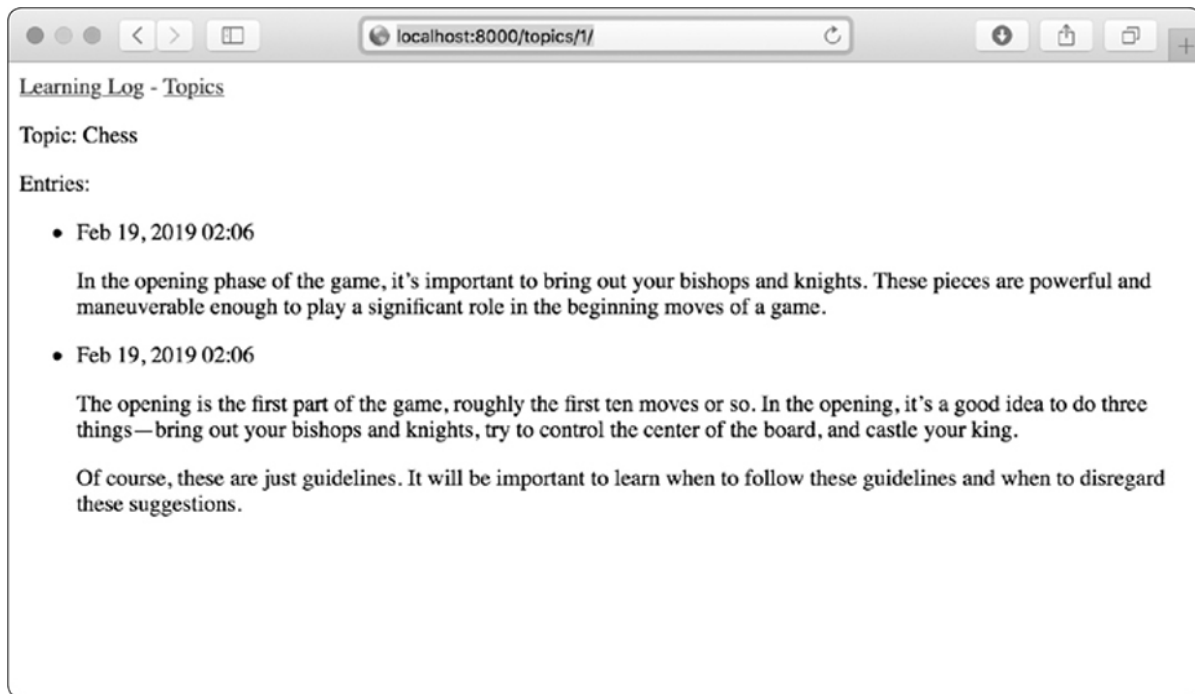 localhost:8000/topics/1/
Learning Log - Topics
Topic: Chess
Entries:
• Feb 19, 2019 02:06
In the opening phase of the game, it’s important to bring out your bishops and knights. These pieces are powerful and
maneuverable enough to play a significant role in the beginning moves of a game.
• Feb 19, 2019 02:06
The opening is the first part of the game, roughly the first ten moves or so. In the opening, it’s a good idea to do three
things—bring out your bishops and knights, try to control the center of the board, and castle your king.
Of course, these are just guidelines. It will be important to learn when to follow these guidelines and when to disregard
these suggestions.